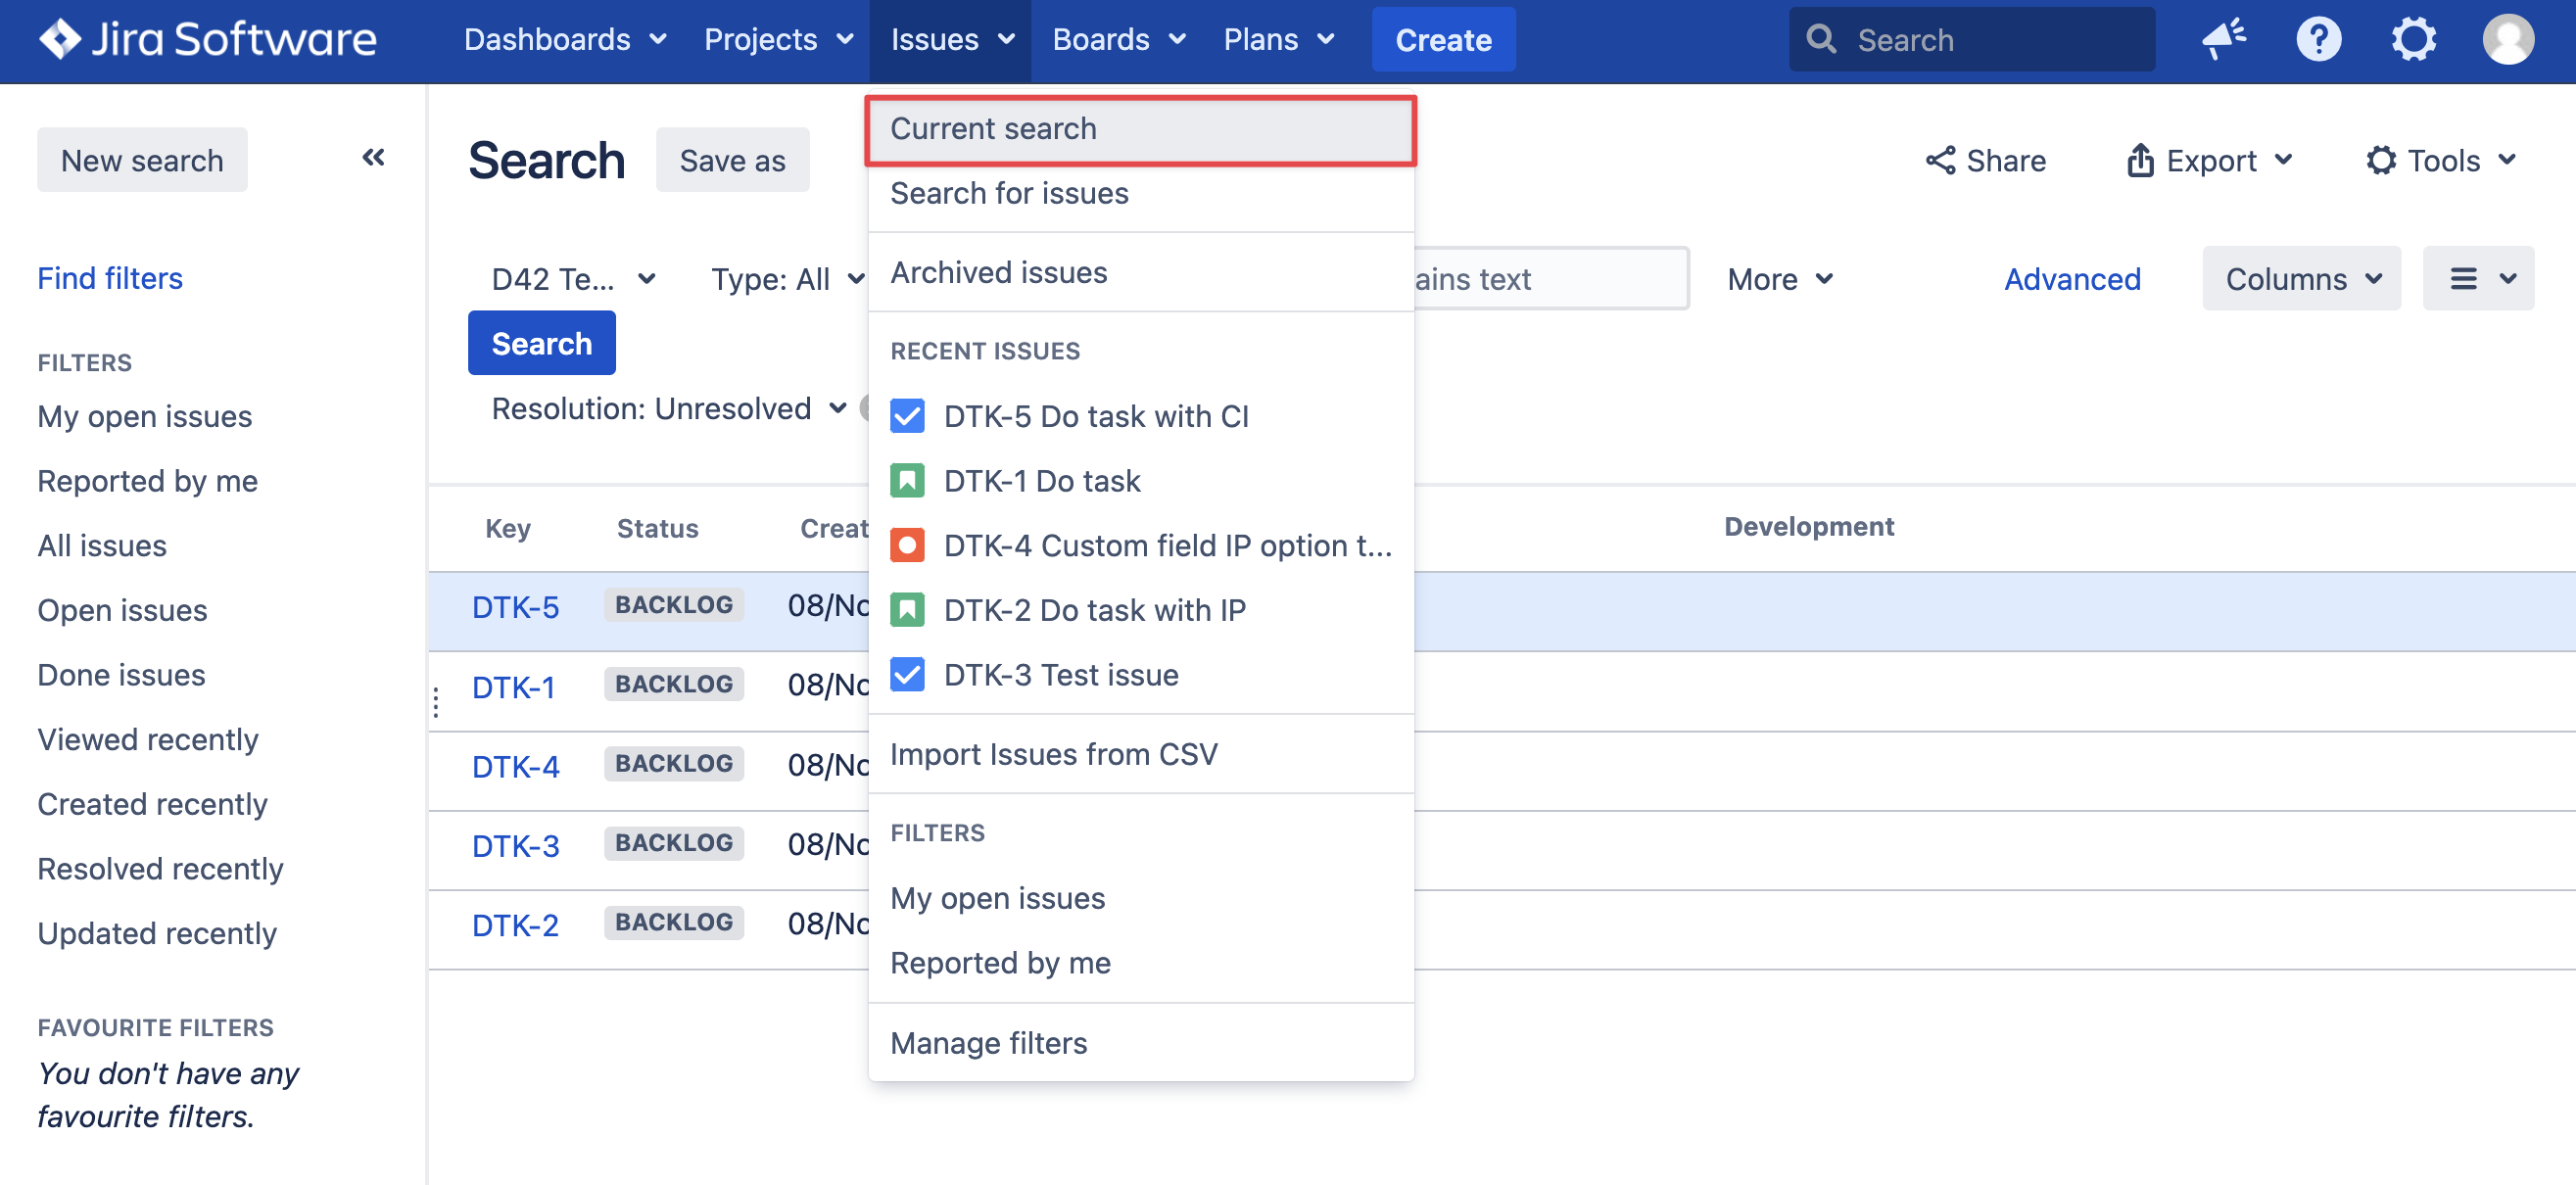 Jira Software Dashboards Projects Issues Boards Plans Create Search
New search
Find filters
FILTERS
My open issues
Reported by me
All issues
Open issues
Done issues
Viewed recently
Created recently
Resolved recently
Updated recently
FAVOURITE FILTERS
You don't have any
favourite filters.
Search Save as
Share Export Tools
D42 Te... Type: All ains text More Advanced Columns
Search
Resolution: Unresolved
Key Status Creat Development
DTK-5 BACKLOG 08/No
DTK-1 BACKLOG 08/No
DTK-4 BACKLOG 08/No
DTK-3 BACKLOG 08/No
DTK-2 BACKLOG 08/No
Current search
Search for issues
Archived issues
RECENT ISSUES
DTK-5 Do task with CI
DTK-1 Do task
DTK-4 Custom field IP option t...
DTK-2 Do task with IP
DTK-3 Test issue
Import Issues from CSV
FILTERS
My open issues
Reported by me
Manage filters